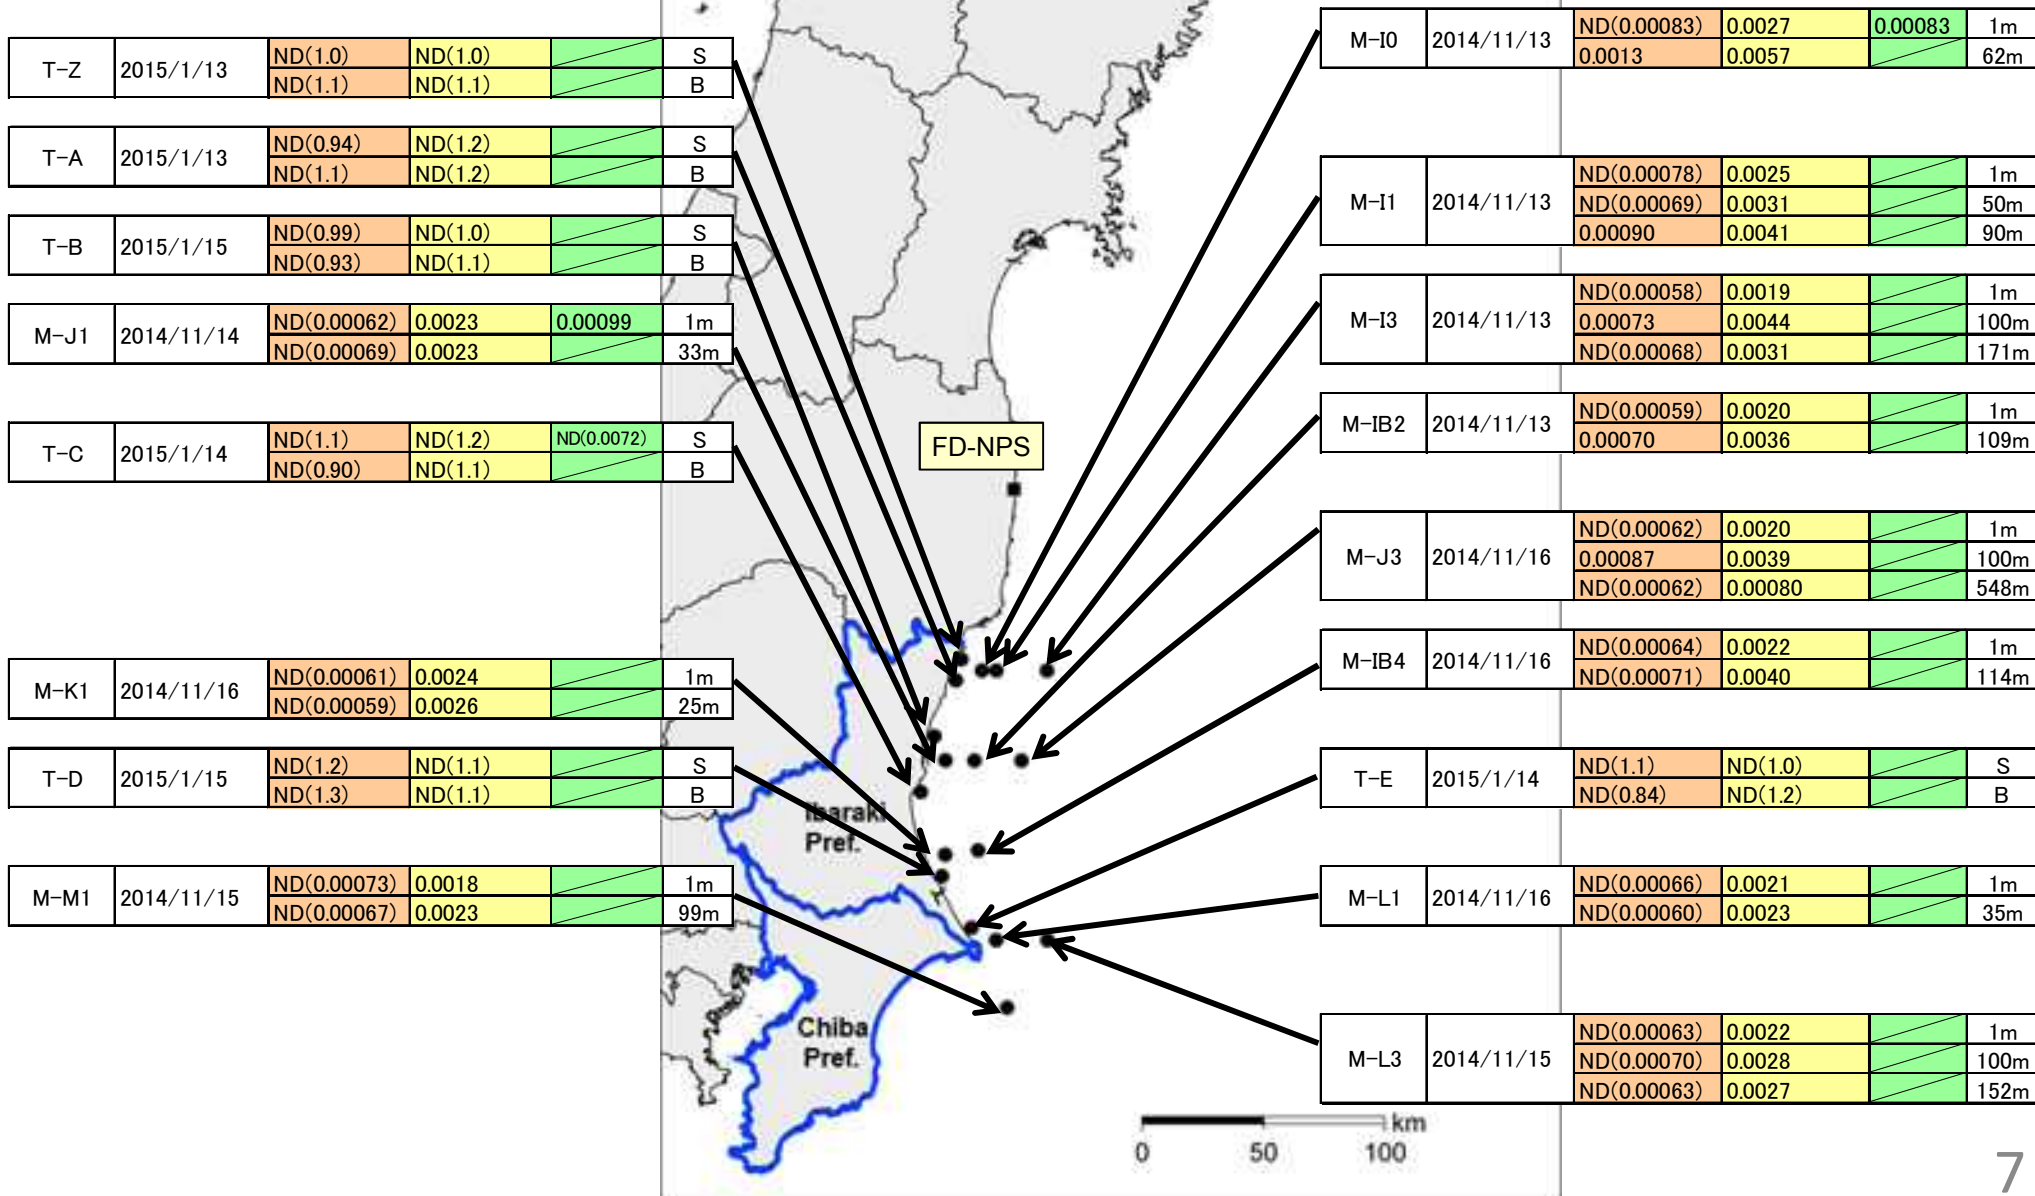 T-Z 2015/1/13 ND(1.0) ND(1.0) S
ND(1.1) ND(1.1) B
T-A 2015/1/13 ND(0.94) ND(1.2) S
ND(1.1) ND(1.2) B
T-B 2015/1/15 ND(0.99) ND(1.0) S
ND(0.93) ND(1.1) B
M-J1 2014/11/14 ND(0.00062) 0.0023 0.00099 1m
ND(0.00069) 0.0023 33m
T-C 2015/1/14 ND(1.1) ND(1.2) ND(0.0072) S
ND(0.90) ND(1.1) B
M-K1 2014/11/16 ND(0.00061) 0.0024 1m
ND(0.00059) 0.0026 25m
T-D 2015/1/15 ND(1.2) ND(1.1) S
ND(1.3) ND(1.1) B
M-M1 2014/11/15 ND(0.00073) 0.0018 1m
ND(0.00067) 0.0023 99m
FD-NPS
Ibaraki
Pref.
Chiba
Pref.
km
0 50 100
M-I0 2014/11/13 ND(0.00083) 0.0027 0.00083 1m
0.0013 0.0057 62m
M-I1 2014/11/13 ND(0.00078) 0.0025 1m
ND(0.00069) 0.0031 50m
0.00090 0.0041 90m
M-I3 2014/11/13 ND(0.00058) 0.0019 1m
0.00073 0.0044 100m
ND(0.00068) 0.0031 171m
M-IB2 2014/11/13 ND(0.00059) 0.0020 1m
0.00070 0.0036 109m
M-J3 2014/11/16 ND(0.00062) 0.0020 1m
0.00087 0.0039 100m
ND(0.00062) 0.00080 548m
M-IB4 2014/11/16 ND(0.00064) 0.0022 1m
ND(0.00071) 0.0040 114m
T-E 2015/1/14 ND(1.1) ND(1.0) S
ND(0.84) ND(1.2) B
M-L1 2014/11/16 ND(0.00066) 0.0021 1m
ND(0.00060) 0.0023 35m
M-L3 2014/11/15 ND(0.00063) 0.0022 1m
ND(0.00070) 0.0028 100m
ND(0.00063) 0.0027 152m
7